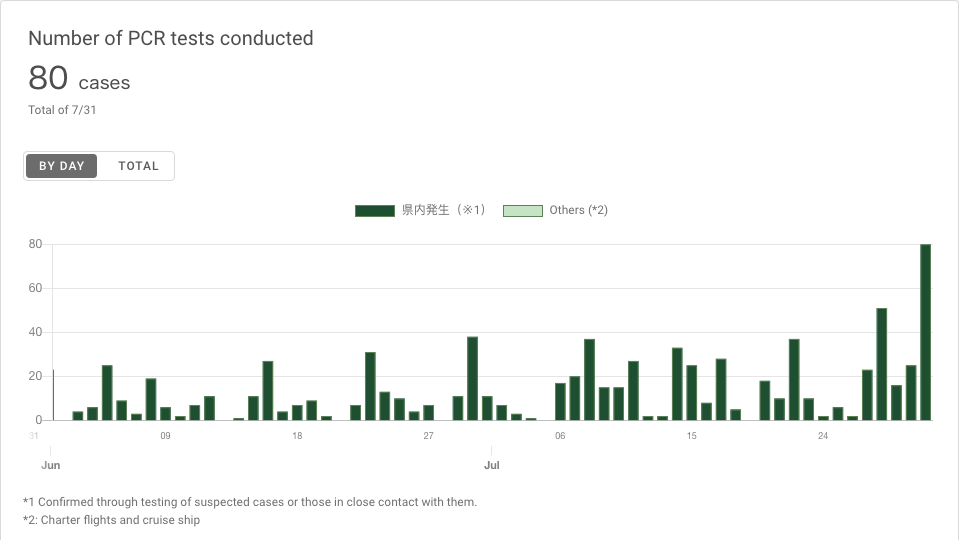 Number of PCR tests conducted
80 cases
Total of 7/31
BY DAY TOTAL
県内発生（※1） Others (*2)
80
60
40
20
0
31 09 18 27 06 15 24
Jun Jul
*1 Confirmed through testing of suspected cases or those in close contact with them.
*2: Charter flights and cruise ship